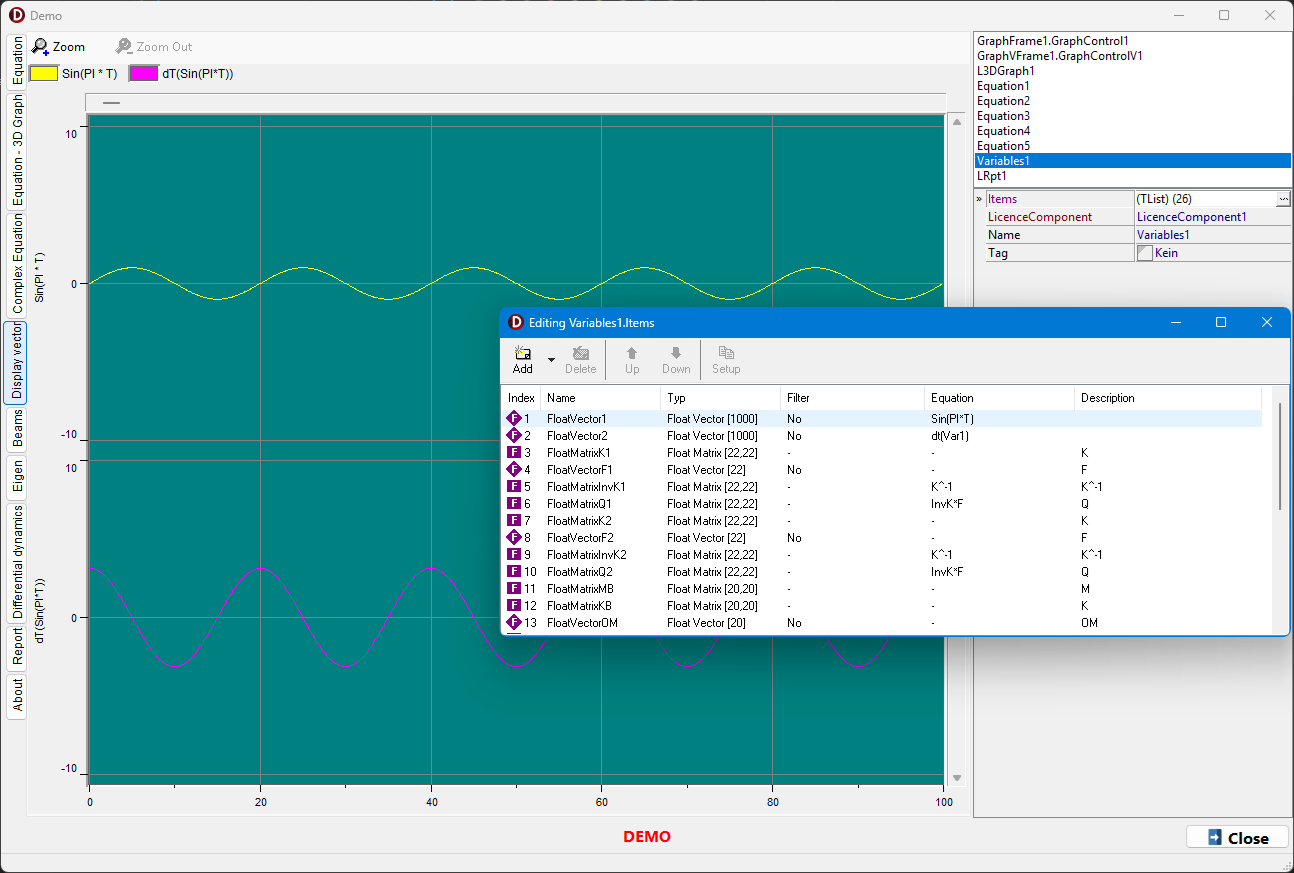 Demo
Zoom
Zoom Out
Sin(PI * T)
dT(Sin(PI*T))
Equation
Equation - 3D Graph
Complex Equation
Display vector
Beams
Eigen
Differential dynamics
Report
About
10
0
-10
Sin(PI * T)
10
0
-10
dT(Sin(PI*T))
0 20 40 60 80 100
GraphFrame1.GraphControl1
GraphVFrame1.GraphControlV1
L3DGraph1
Equation1
Equation2
Equation3
Equation4
Equation5
Variables1
LRpt1
» Items (TList) (26) ...
LicenceComponent LicenceComponent1
Name Variables1
Tag Kein
Editing Variables1.Items
Add Delete Up Down Setup
Index Name Typ Filter Equation Description
F 1 FloatVector1 Float Vector [1000] No Sin(PI*T)
F 2 FloatVector2 Float Vector [1000] No dt(Var1)
F 3 FloatMatrixK1 Float Matrix [22,22] - - K
F 4 FloatVectorF1 Float Vector [22] No - F
F 5 FloatMatrixInvK1 Float Matrix [22,22] - K^-1 K^-1
F 6 FloatMatrixQ1 Float Matrix [22,22] - InvK*F Q
F 7 FloatMatrixK2 Float Matrix [22,22] - - K
F 8 FloatVectorF2 Float Vector [22] No - F
F 9 FloatMatrixInvK2 Float Matrix [22,22] - K^-1 K^-1
F 10 FloatMatrixQ2 Float Matrix [22,22] - InvK*F Q
F 11 FloatMatrixMB Float Matrix [20,20] - - M
F 12 FloatMatrixKB Float Matrix [20,20] - - K
F 13 FloatVectorOM Float Vector [20] No - OM
DEMO
Close